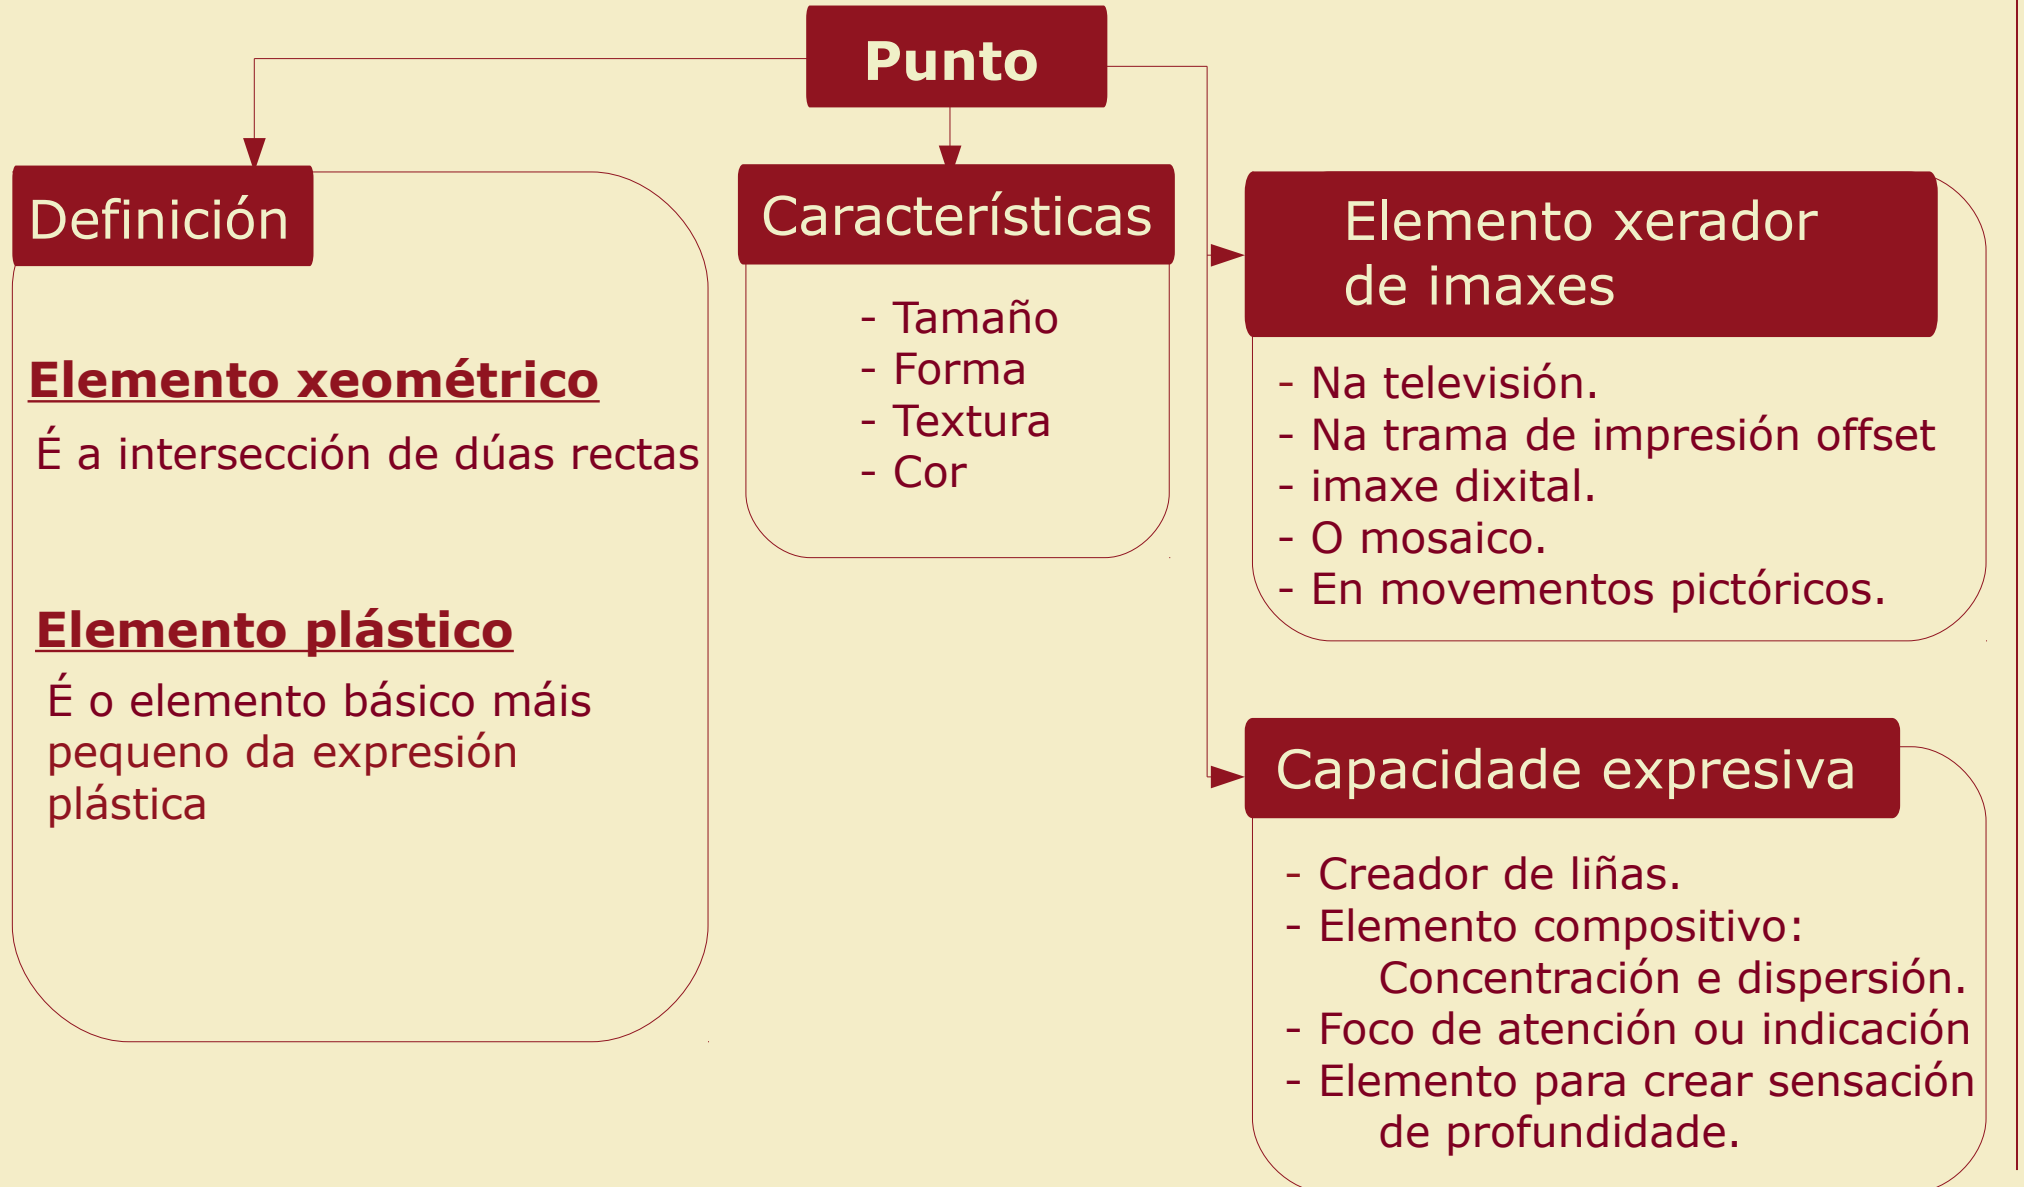 Punto
Definición
Elemento xeométrico
É a intersección de dúas rectas
Elemento plástico
É o elemento básico máis
pequeno da expresión
plástica
Características
- Tamaño
- Forma
- Textura
- Cor
Elemento xerador
de imaxes
- Na televisión.
- Na trama de impresión offset
- imaxe dixital.
- O mosaico.
- En movementos pictóricos.
Capacidade expresiva
- Creador de liñas.
- Elemento compositivo:
Concentración e dispersión.
- Foco de atención ou indicación
- Elemento para crear sensación
de profundidade.